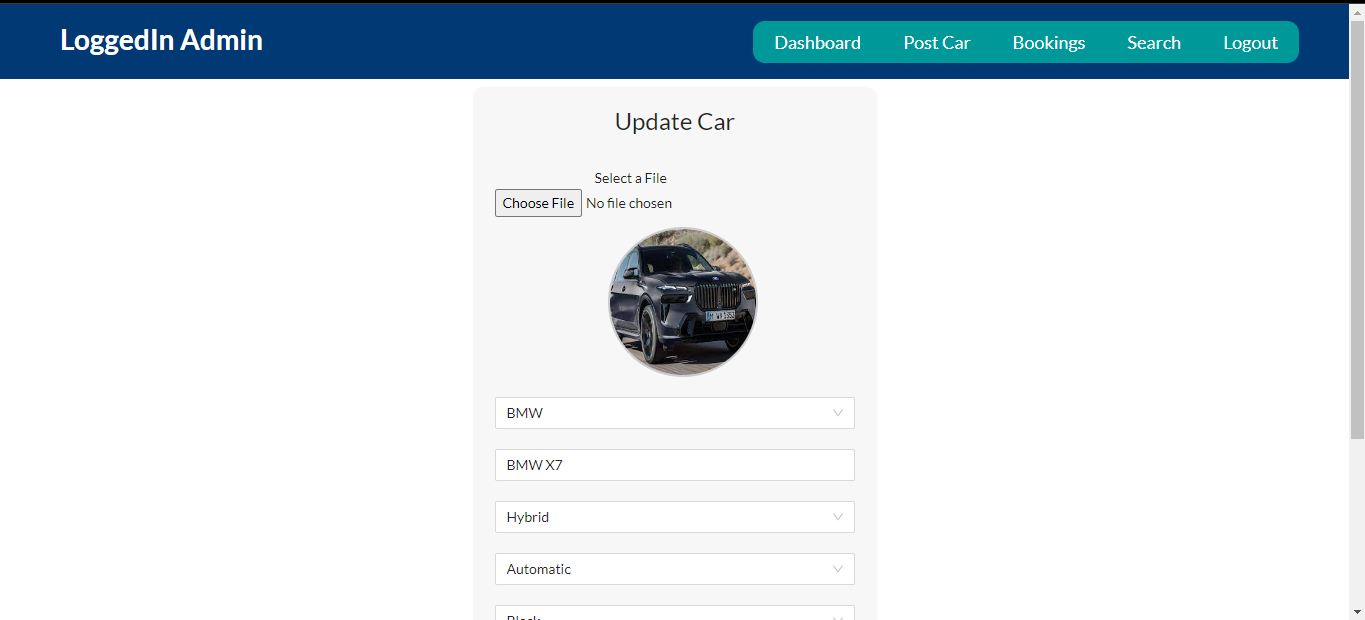 LoggedIn Admin
Dashboard Post Car Bookings Search Logout
Update Car
Select a File
Choose File No file chosen
BMW
BMW X7
Hybrid
Automatic
Black